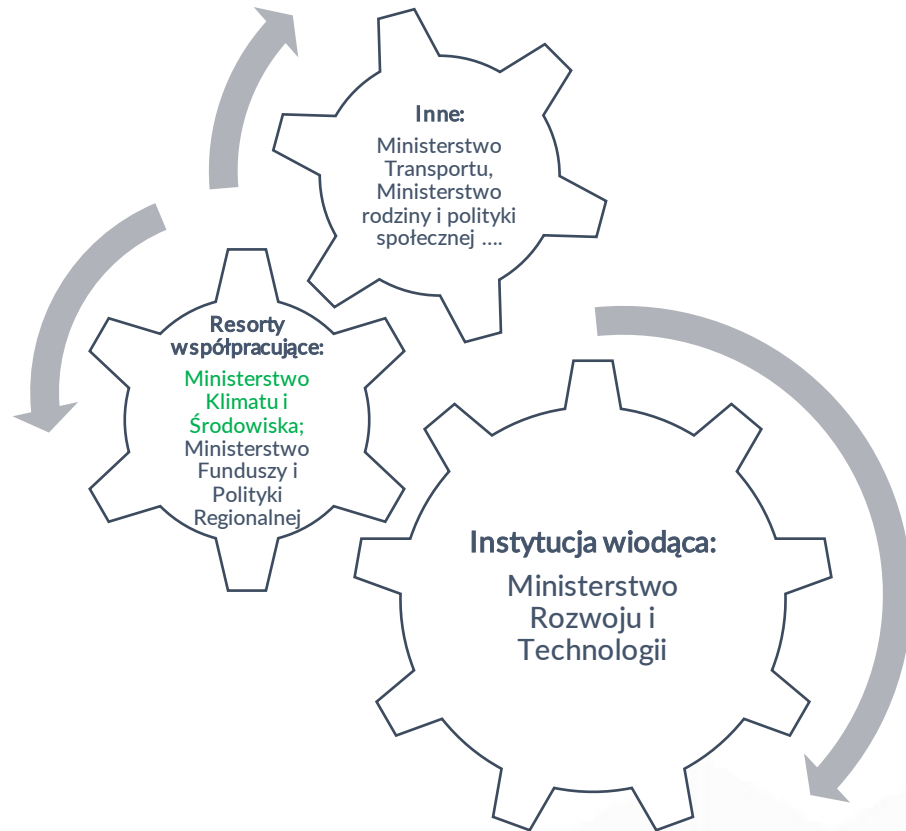 Inne:
Ministerstwo
Transportu,
Ministerstwo
rodziny i polityki
społecznej ....
Resorty
współpracujące:
Ministerstwo
Klimatu i
Środowiska;
Ministerstwo
Funduszy i
Polityki
Regionalnej
Instytucja wiodąca:
Ministerstwo
Rozwoju i
Technologii